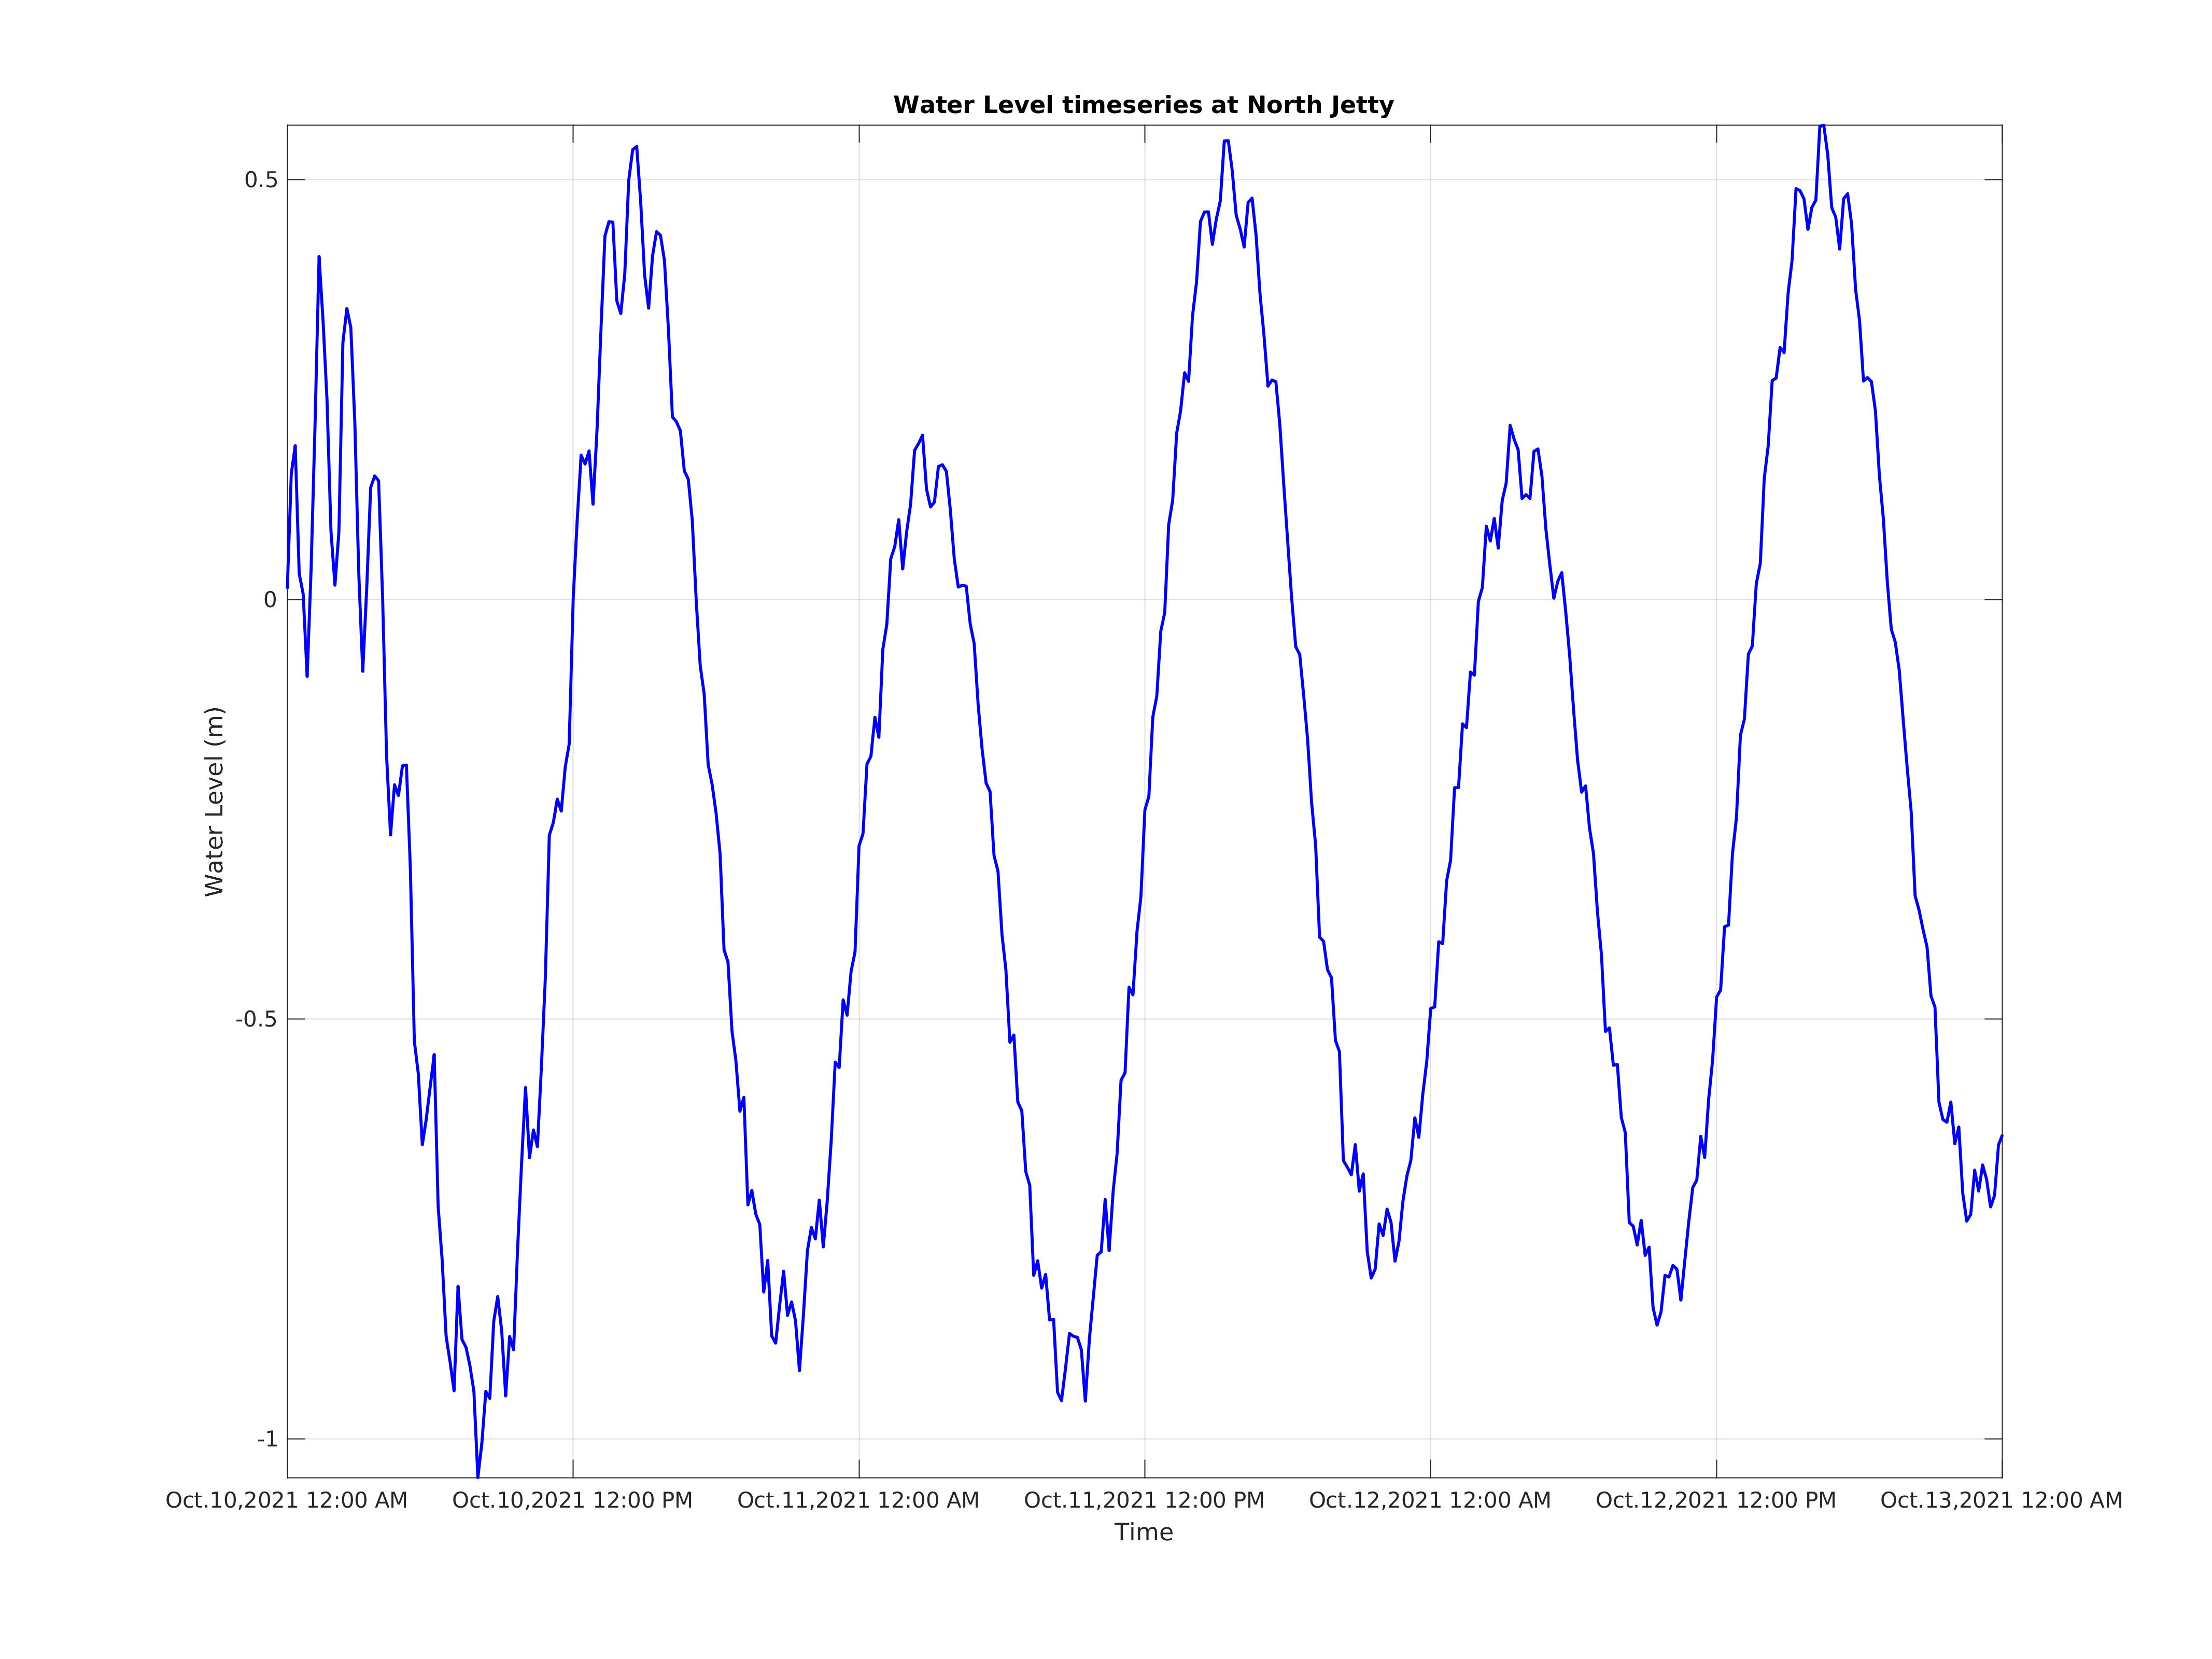 Water Level timeseries at North Jetty
0.5
0
-0.5
-1
Water Level (m)
Oct.10,2021 12:00 AM Oct.10,2021 12:00 PM Oct.11,2021 12:00 AM Oct.11,2021 12:00 PM Oct.12,2021 12:00 AM Oct.12,2021 12:00 PM Oct.13,2021 12:00 AM
Time